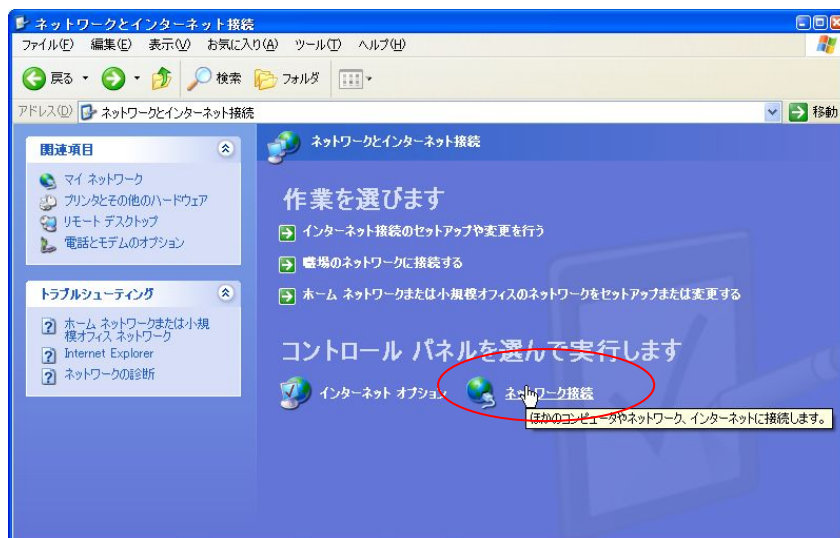 ネットワークとインターネット接続
ファイル(F) 編集(E) 表示(V) お気に入り(A) ツール(T) ヘルプ(H)
戻る 検索 フォルダ
アドレス(D) ネットワークとインターネット接続 移動
関連項目
マイ ネットワーク
プリンタとその他のハードウェア
リモート デスクトップ
電話とモデムのオプション
トラブルシューティング
ホーム ネットワークまたは小規
模オフィス ネットワーク
Internet Explorer
ネットワークの診断
ネットワークとインターネット接続
作業を選びます
インターネット接続のセットアップや変更を行う
職場のネットワークに接続する
ホーム ネットワークまたは小規模オフィスのネットワークをセットアップまたは変更する
コントロール パネルを選んで実行します
インターネット オプション
ネットワーク接続
ほかのコンピュータやネットワーク、インターネットに接続します。